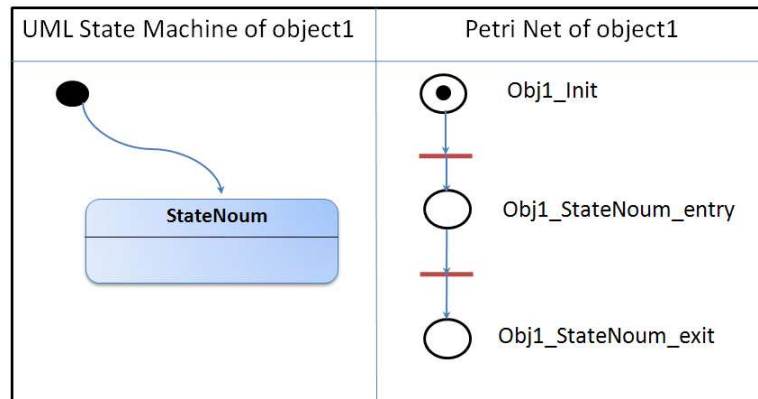 UML State Machine of object1
Petri Net of object1
StateNoum
Obj1_Init
Obj1_StateNoum_entry
Obj1_StateNoum_exit